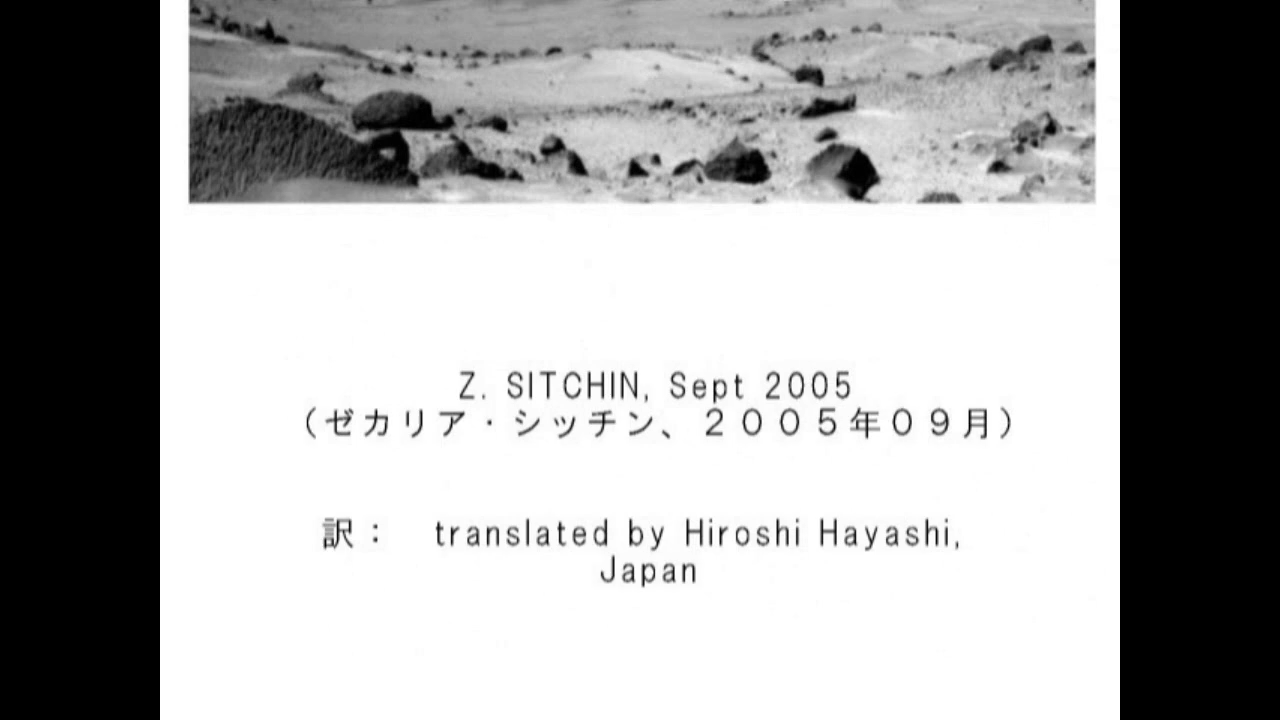 Z. SITCHIN, Sept 2005
（ゼカリア・シッチン、２００５年０９月）
訳：　translated by Hiroshi Hayashi,
Japan